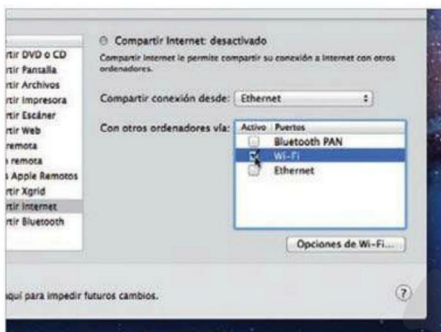 rtir DVD o CD
rtir Pantalla
rtir Archivos
rtir Impresora
rtir Escáner
rtir Web
remota
remota
Apple Remotos
rtir Xgrid
rtir Internet
rtir Bluetooth
Compartir Internet: desactivado
Compartir Internet le permite compartir su conexión a Internet con otros
ordenadores.
Compartir conexión desde: Ethernet
Con otros ordenadores vía:
Activo Puertos
Bluetooth PAN
Wi-Fi
Ethernet
Opciones de Wi-Fi...
aquí para impedir futuros cambios.
?